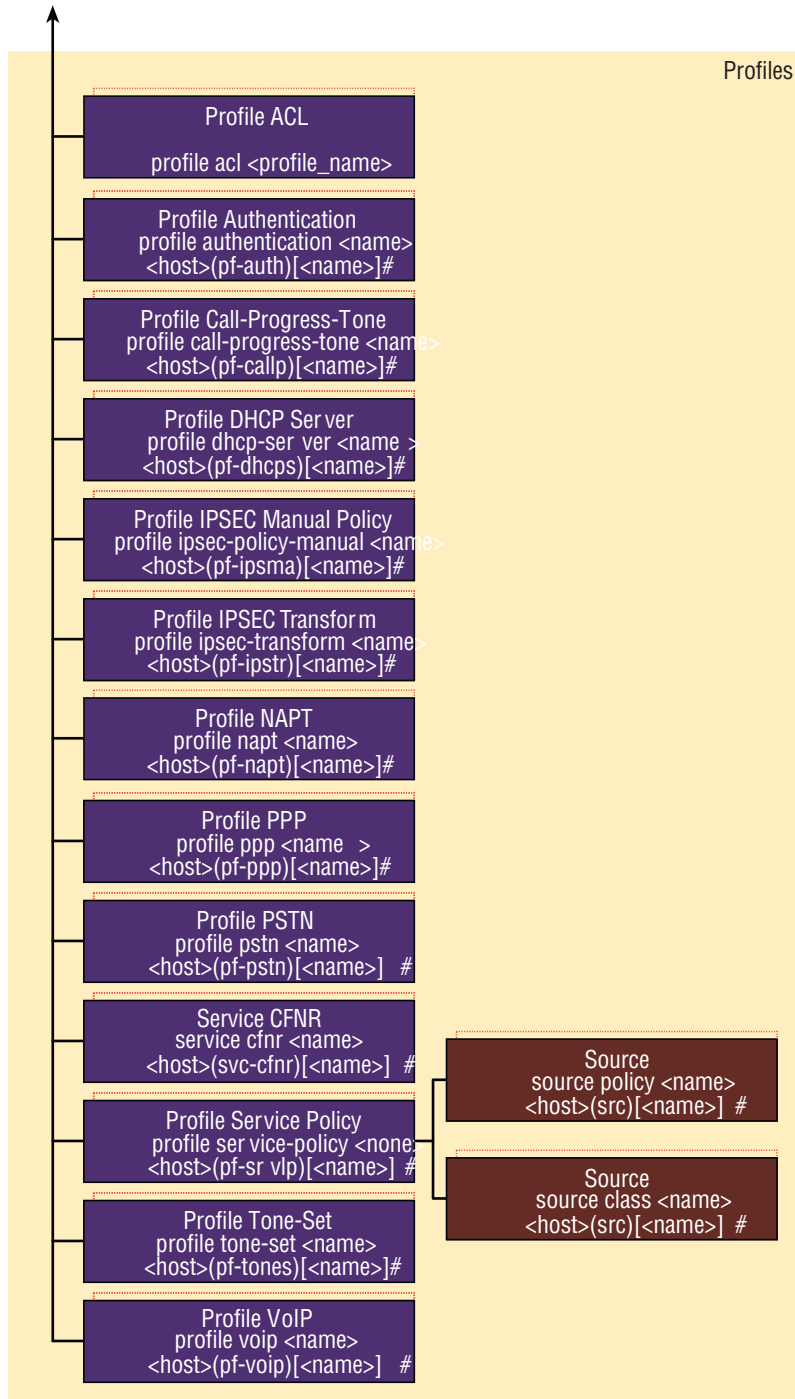 Profiles
Profile ACL
profile acl <profile_name>
Profile Authentication
profile authentication <name>
<host>(pf-auth)[<name>]#
Profile Call-Progress-Tone
profile call-progress-tone <name>
<host>(pf-callp)[<name>]#
Profile DHCP Ser ver
profile dhcp-ser ver <name >
<host>(pf-dhcps)[<name>]#
Profile IPSEC Manual Policy
profile ipsec-policy-manual <name>
<host>(pf-ipsma)[<name>]#
Profile IPSEC Transfor m
profile ipsec-transform <name>
<host>(pf-ipstr)[<name>]#
Profile NAPT
profile napt <name>
<host>(pf-napt)[<name>]#
Profile PPP
profile ppp <name >
<host>(pf-ppp)[<name>]#
Profile PSTN
profile pstn <name>
<host>(pf-pstn)[<name>] #
Service CFNR
service cfnr <name>
<host>(svc-cfnr)[<name>] #
Source
source policy <name>
<host>(src)[<name>] #
Profile Service Policy
profile ser vice-policy <none>
<host>(pf-sr vlp)[<name>] #
Source
source class <name>
<host>(src)[<name>] #
Profile Tone-Set
profile tone-set <name>
<host>(pf-tones)[<name>]#
Profile VoIP
profile voip <name>
<host>(pf-voip)[<name>] #